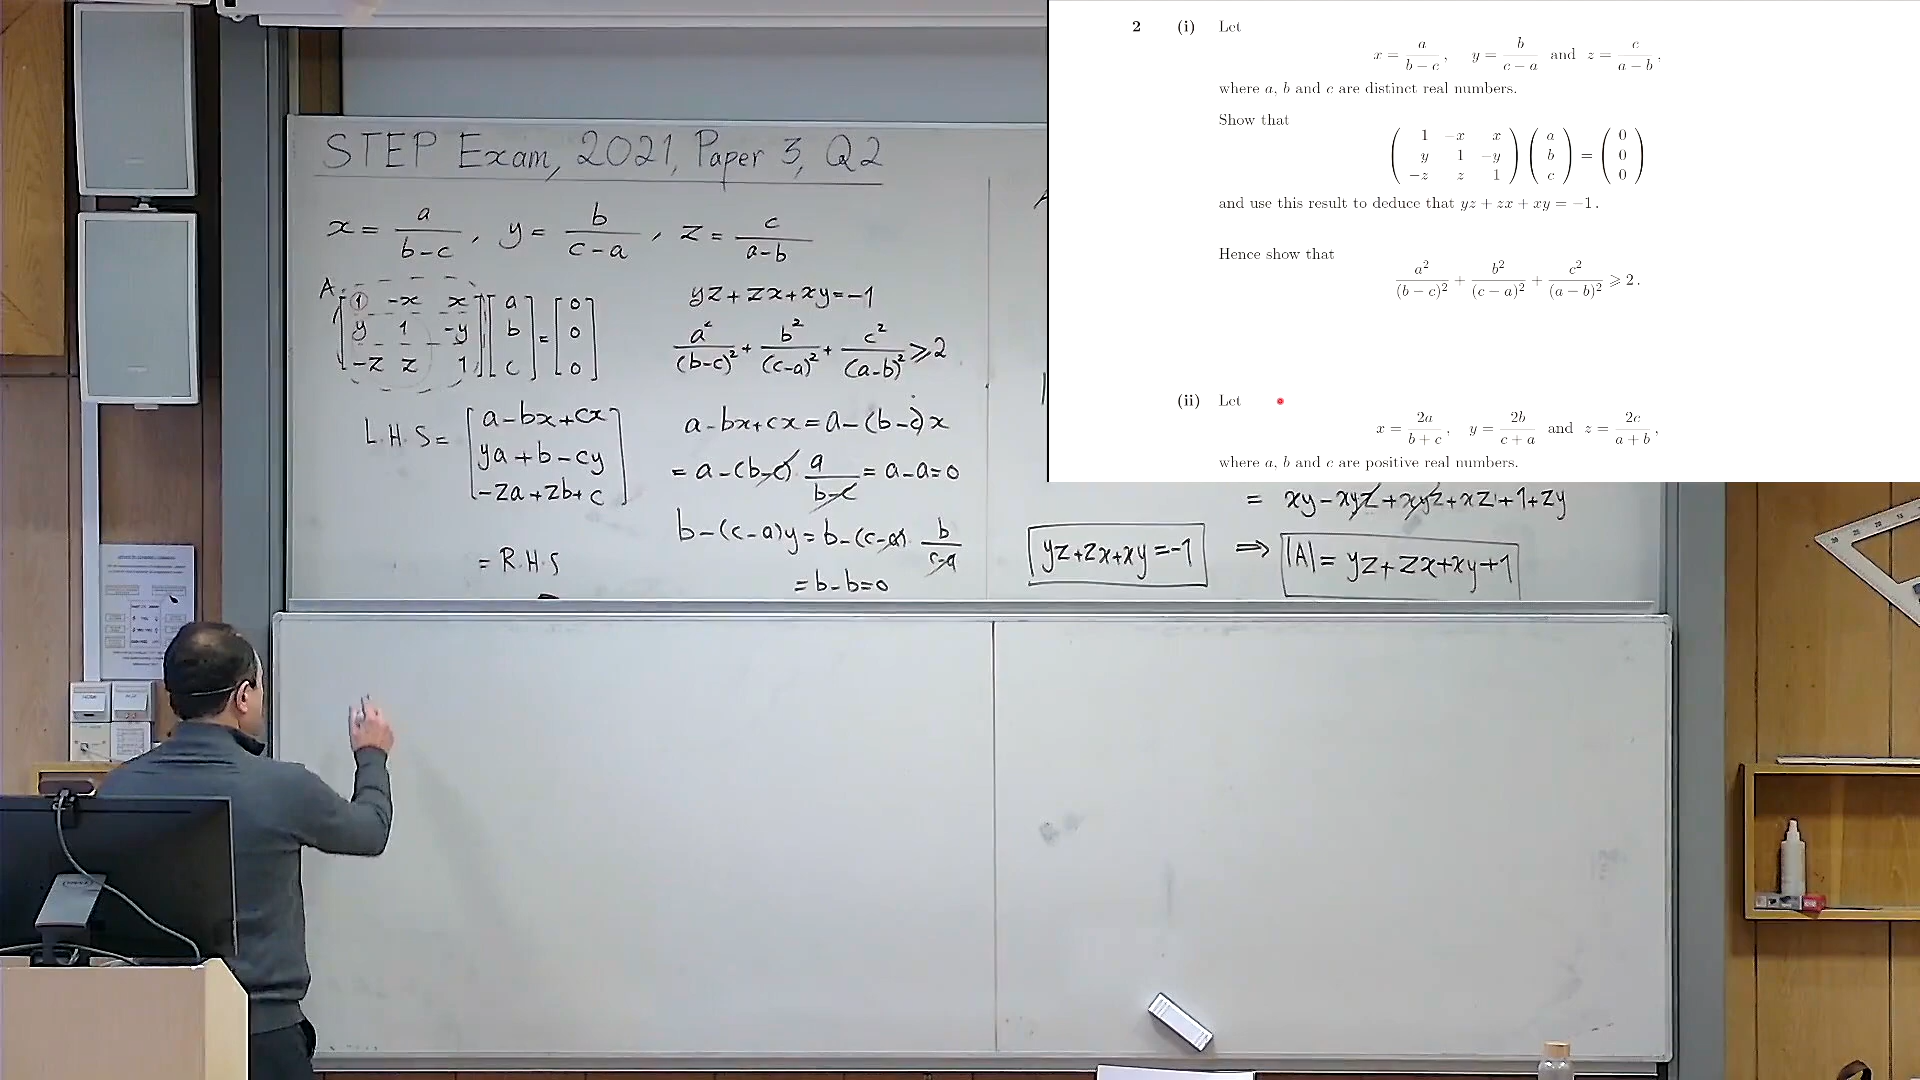 2 (i) Let
x = a/(b − c), y = b/(c − a) and z = c/(a − b),
where a, b and c are distinct real numbers.
Show that
( 1 −x x ) ( a ) ( 0 )
( y 1 −y ) ( b ) = ( 0 )
( −z z 1 ) ( c ) ( 0 )
and use this result to deduce that yz + zx + xy = −1.
Hence show that
a²/(b − c)² + b²/(c − a)² + c²/(a − b)² ⩾ 2.
(ii) Let
x = 2a/(b + c), y = 2b/(c + a) and z = 2c/(a + b),
where a, b and c are positive real numbers.
STEP Exam, 2021, Paper 3, Q2
x = a/(b-c), y = b/(c-a), z = c/(a-b)
A
[ 1 -x x ] [ a ] [ 0 ]
[ y 1 -y ] [ b ] = [ 0 ]
[ -z z 1 ] [ c ] [ 0 ]
L.H.S = [ a-bx+cx ]
[ ya+b-cy ]
[ -za+zb+c ]
= R.H.S
yz+zx+xy=-1
a²/(b-c)² + b²/(c-a)² + c²/(a-b)² ⩾ 2
a-bx+cx = a-(b-c)x
= a-(b-c) a/(b-c) = a-a=0
b-(c-a)y = b-(c-a) b/(c-a)
= b-b=0
= xy-xyz+xyz+xz+1+zy
yz+zx+xy=-1 ⇒ |A| = yz+zx+xy+1